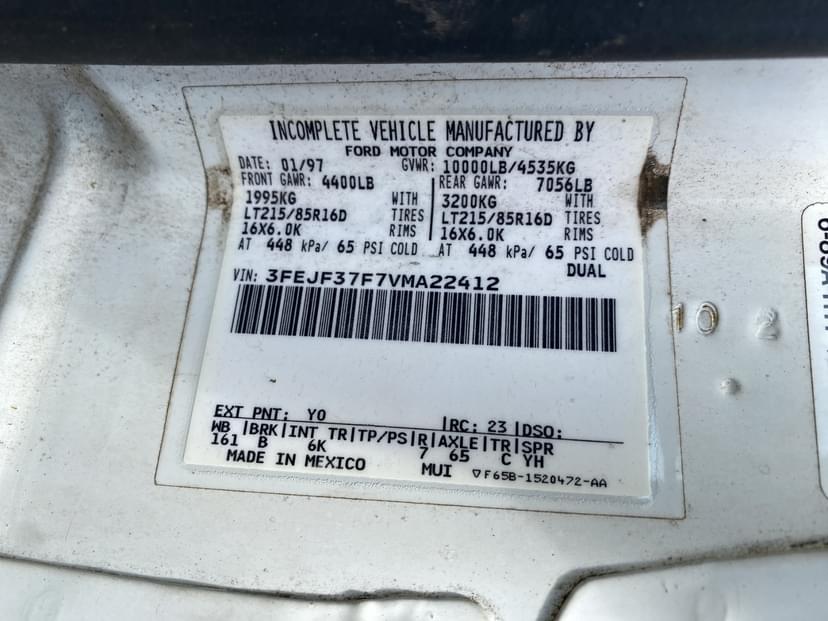 INCOMPLETE VEHICLE MANUFACTURED BY
FORD MOTOR COMPANY
DATE: 01/97 GVWR: 10000LB/4535KG
FRONT GAWR: 4400LB REAR GAWR: 7056LB
1995KG WITH 3200KG WITH
LT215/85R16D TIRES LT215/85R16D TIRES
16X6.0K RIMS 16X6.0K RIMS
AT 448 kPa/ 65 PSI COLD AT 448 kPa/ 65 PSI COLD
DUAL
VIN: 3FEJF37F7VMA22412
EXT PNT: YO RC: 23 DSO:
WB BRK INT TR TP/PS R AXLE TR SPR
161 B 6K 7 65 C YH
MADE IN MEXICO MUI ▽F65B-1520472-AA
10 2